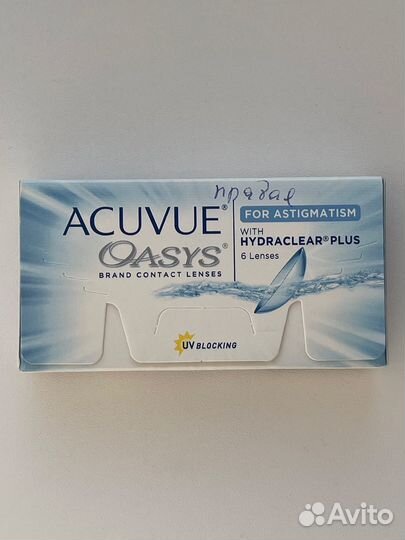 правая
ACUVUE®
OASYS®
BRAND CONTACT LENSES
FOR ASTIGMATISM
WITH
HYDRACLEAR® PLUS
6 Lenses
UV BLOCKING
Avito